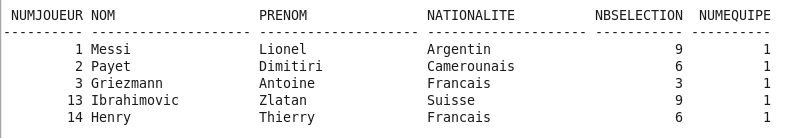 NUMJOUEUR NOM PRENOM NATIONALITE NBSELECTION NUMEQUIPE
---------- -------------------- -------------------- -------------------- ----------- ----------
1 Messi Lionel Argentin 9 1
2 Payet Dimitiri Camerounais 6 1
3 Griezmann Antoine Francais 3 1
13 Ibrahimovic Zlatan Suisse 9 1
14 Henry Thierry Francais 6 1